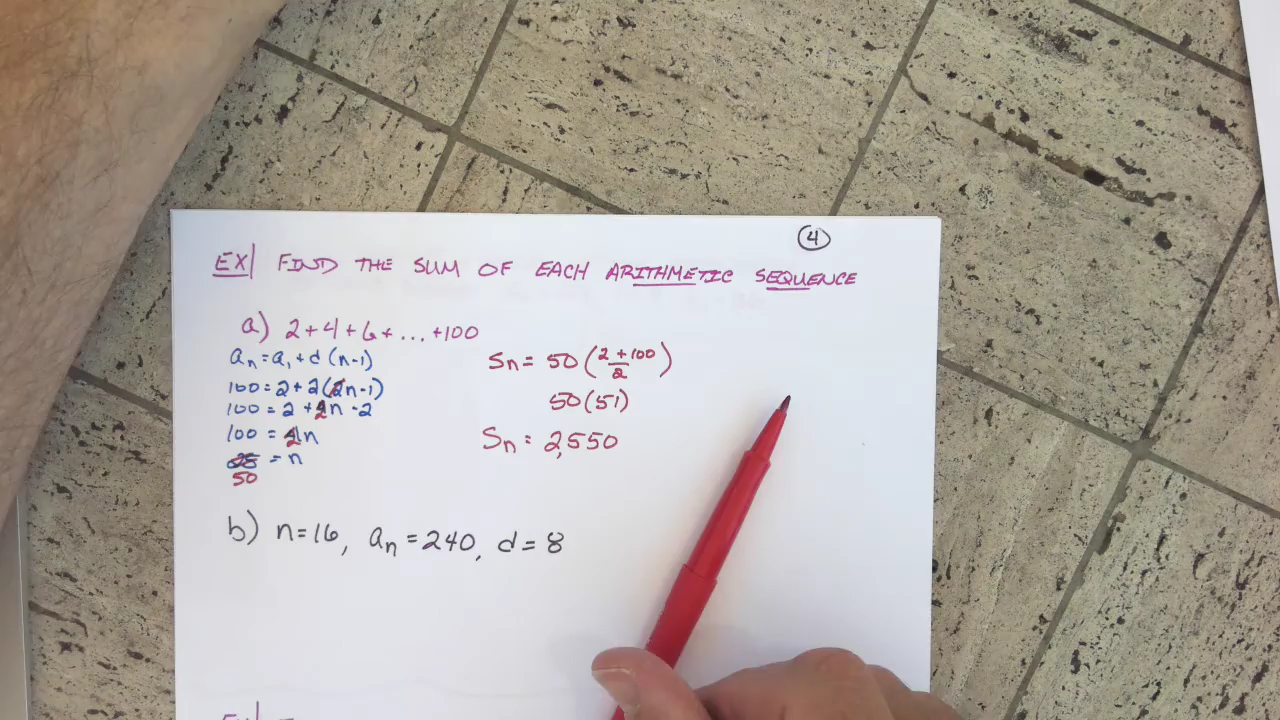 ④
EX| FIND THE SUM OF EACH ARITHMETIC SEQUENCE
a) 2+4+6+...+100
aₙ=a₁+d(n-1)
100=2+2(n-1)
100=2+2n-2
100=2n
25=n
50
Sₙ=50(2+100/2)
50(51)
Sₙ=2,550
b) n=16, aₙ=240, d=8